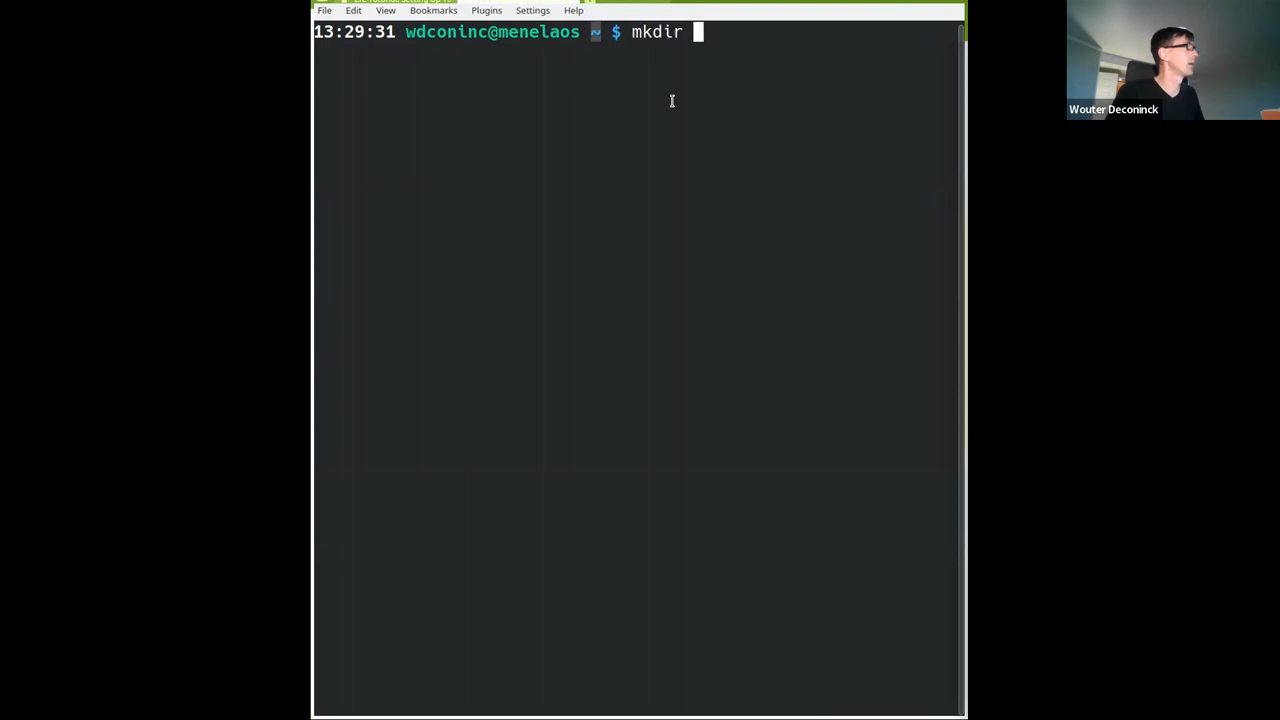 File Edit View Bookmarks Plugins Settings Help
13:29:31 wdconinc@menelaos ~ $ mkdir
Wouter Deconinck